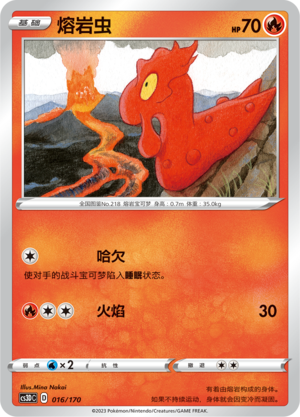 基础 熔岩虫 HP70
全国图鉴No.218 熔岩宝可梦 身高：0.7m 体重：35.0kg
哈欠
使对手的战斗宝可梦陷入睡眠状态。
火焰 30
弱点 ×2 抗性 撤退
Illus.Mina Nakai
CS3DC D 016/170
有着由熔岩构成的身体。
如果不持续运动，身体就会因变冷而凝固。
©2023 Pokémon/Nintendo/Creatures/GAME FREAK.